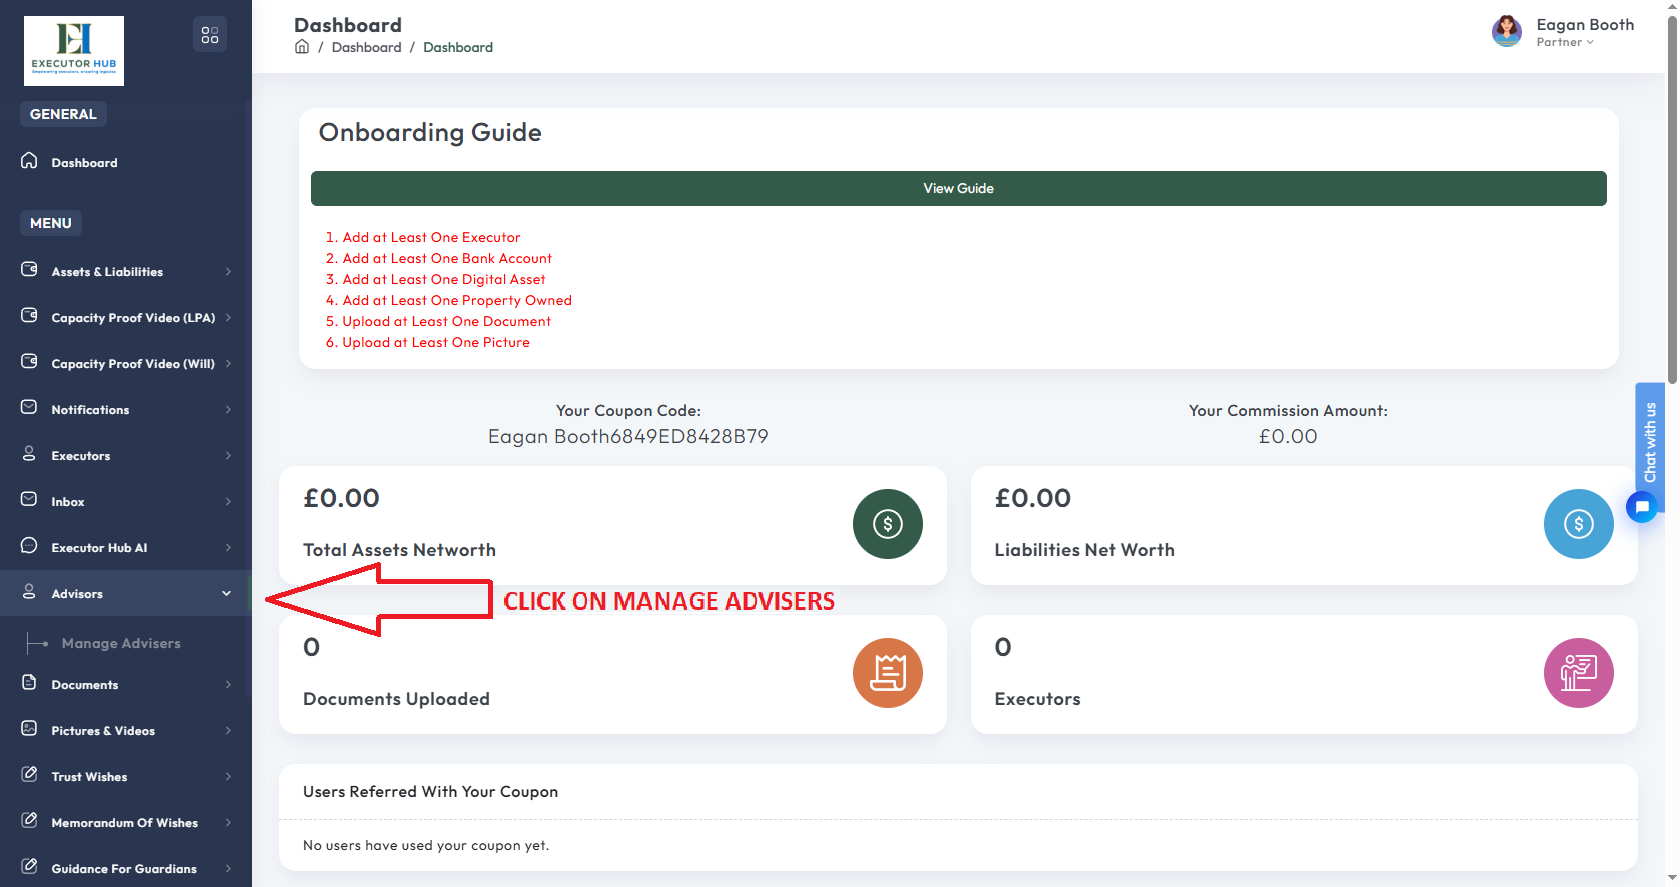 EI
EXECUTOR HUB
Empowering executors, ensuring legacies
GENERAL
Dashboard
MENU
Assets & Liabilities
Capacity Proof Video (LPA)
Capacity Proof Video (Will)
Notifications
Executors
Inbox
Executor Hub AI
Advisors
Manage Advisers
Documents
Pictures & Videos
Trust Wishes
Memorandum Of Wishes
Guidance For Guardians
Dashboard
/ Dashboard / Dashboard
Eagan Booth
Partner
Onboarding Guide
View Guide
1. Add at Least One Executor
2. Add at Least One Bank Account
3. Add at Least One Digital Asset
4. Add at Least One Property Owned
5. Upload at Least One Document
6. Upload at Least One Picture
Your Coupon Code:
Eagan Booth6849ED8428B79
Your Commission Amount:
£0.00
£0.00
Total Assets Networth
£0.00
Liabilities Net Worth
CLICK ON MANAGE ADVISERS
0
Documents Uploaded
0
Executors
Users Referred With Your Coupon
No users have used your coupon yet.
Chat with us